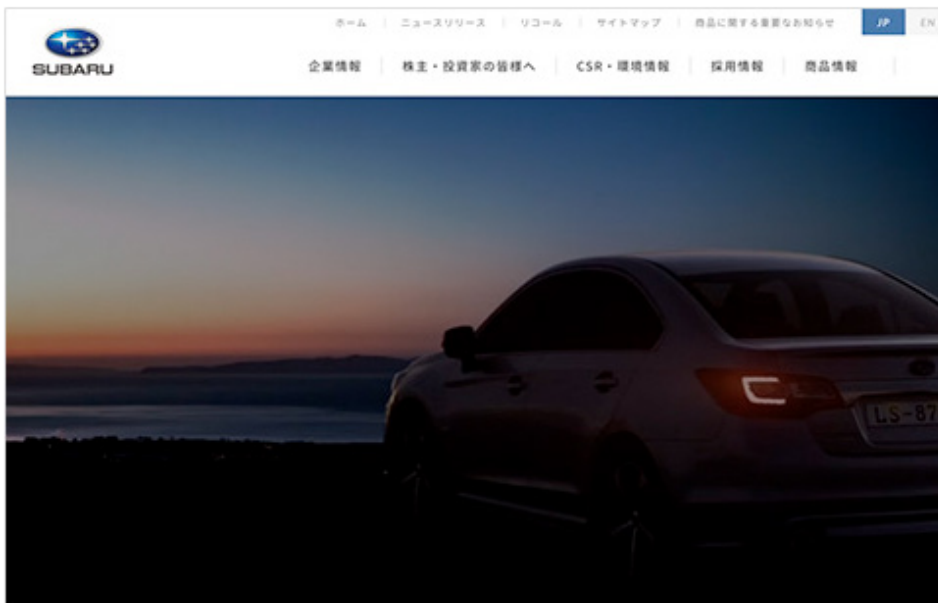 ホーム ニュースリリース リコール サイトマップ 商品に関する重要なお知らせ JP EN
SUBARU
企業情報 株主・投資家の皆様へ CSR・環境情報 採用情報 商品情報
LS-87